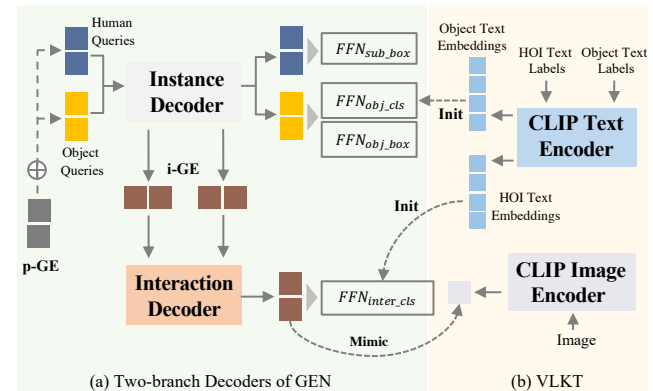 Human
Queries
Instance
Decoder
Object
Queries
p-GE
i-GE
Interaction
Decoder
FFN_sub_box
FFN_obj_cls
FFN_obj_box
FFN_inter_cls
Mimic
Init
Init
Object Text
Embeddings
HOI Text
Labels
Object Text
Labels
CLIP Text
Encoder
HOI Text
Embeddings
CLIP Image
Encoder
Image
(a) Two-branch Decoders of GEN
(b) VLKT